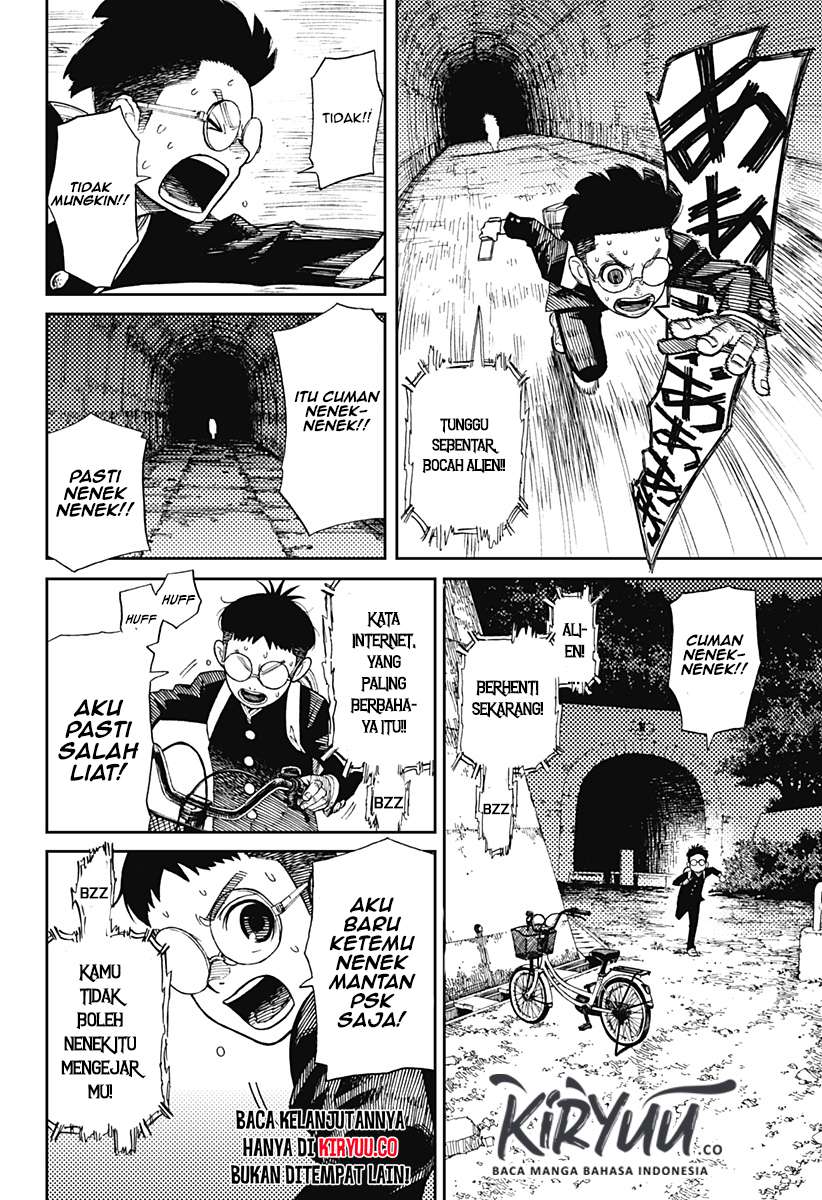 TUNGGU
SEBENTAR
BOCAH ALIEN!!
TIDAK!!
TIDAK
MUNGKIN!!
ITU CUMAN
NENEK-
NENEK!!
PASTI
NENEK
NENEK!!
CUMAN
NENEK-
NENEK!!
ALI-
EN!
BERHENTI
SEKARANG!
BZZ
KATA
INTERNET,
YANG
PALING
BERBAHA-
YA ITU!!
BZZ
HUFF
HUFF
AKU
PASTI
SALAH
LIAT!
AKU
BARU
KETEMU
NENEK
MANTAN
PSK
SAJA!
BZZ
KAMU
TIDAK
BOLEH
NENEKITU
MENGEJAR
MU!
BACA KELANJUTANNYA
HANYA DI KIRYUU.CO
BUKAN DITEMPAT LAIN!
KIRYUU.CO
BACA MANGA BAHASA INDONESIA